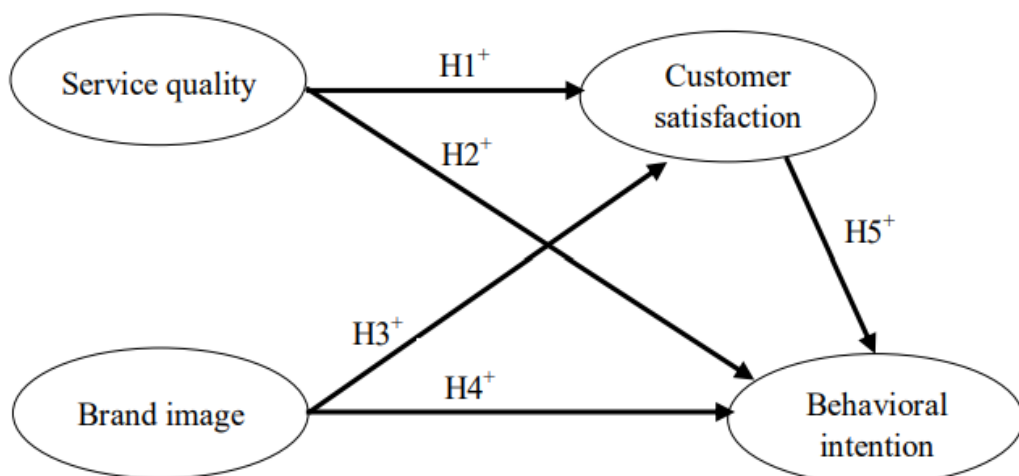 H1⁺
Service quality
Customer
satisfaction
H2⁺
H5⁺
H3⁺
H4⁺
Brand image
Behavioral
intention